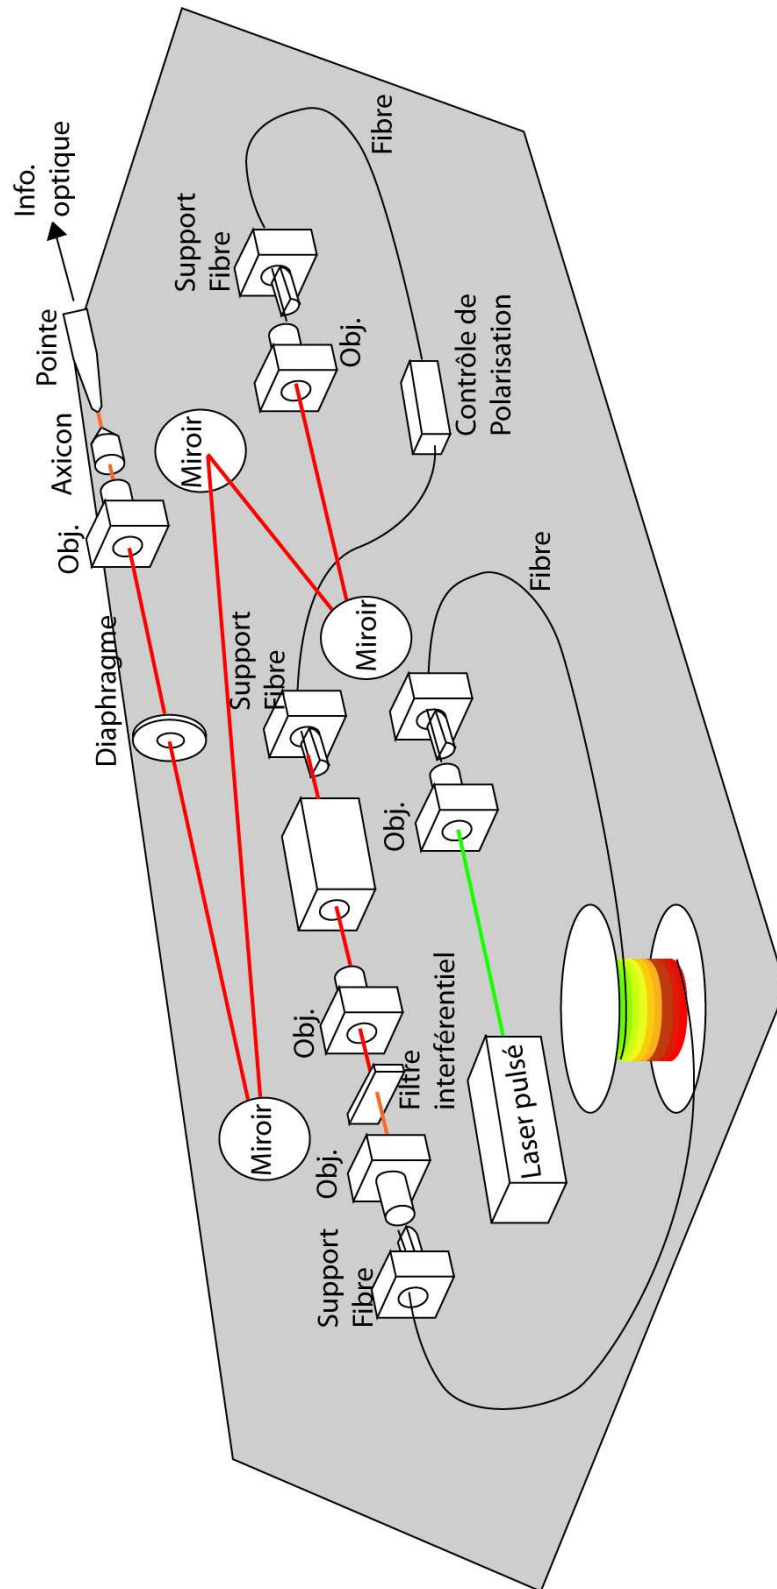 Info.
optique
Pointe
Axicon
Obj.
Diaphragme
Miroir
Support
Fibre
Obj.
Fibre
Contrôle de
Polarisation
Miroir
Support
Fibre
Obj.
Fibre
Miroir
Obj.
Filtre
interférentiel
Obj.
Support
Fibre
Laser pulsé